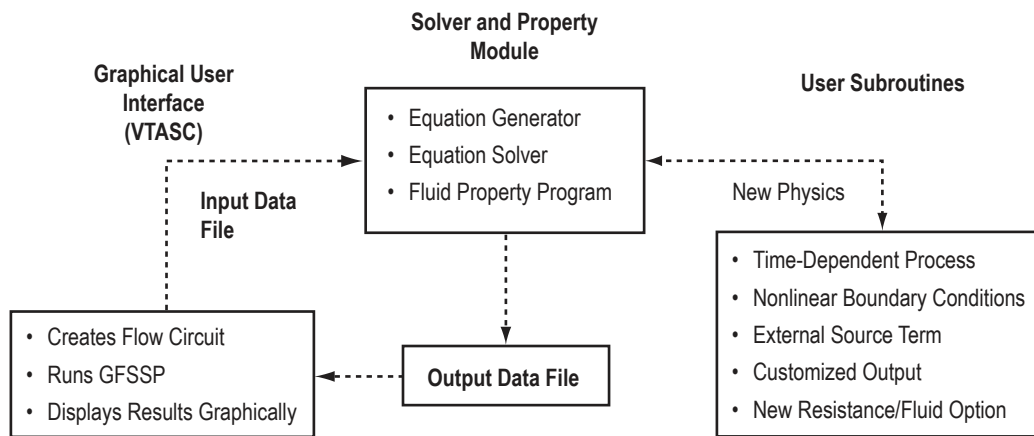 Solver and Property
Module
Graphical User
Interface
(VTASC)
User Subroutines
• Equation Generator
• Equation Solver
• Fluid Property Program
Input Data
File
New Physics
• Time-Dependent Process
• Nonlinear Boundary Conditions
• External Source Term
• Customized Output
• New Resistance/Fluid Option
• Creates Flow Circuit
• Runs GFSSP
• Displays Results Graphically
Output Data File